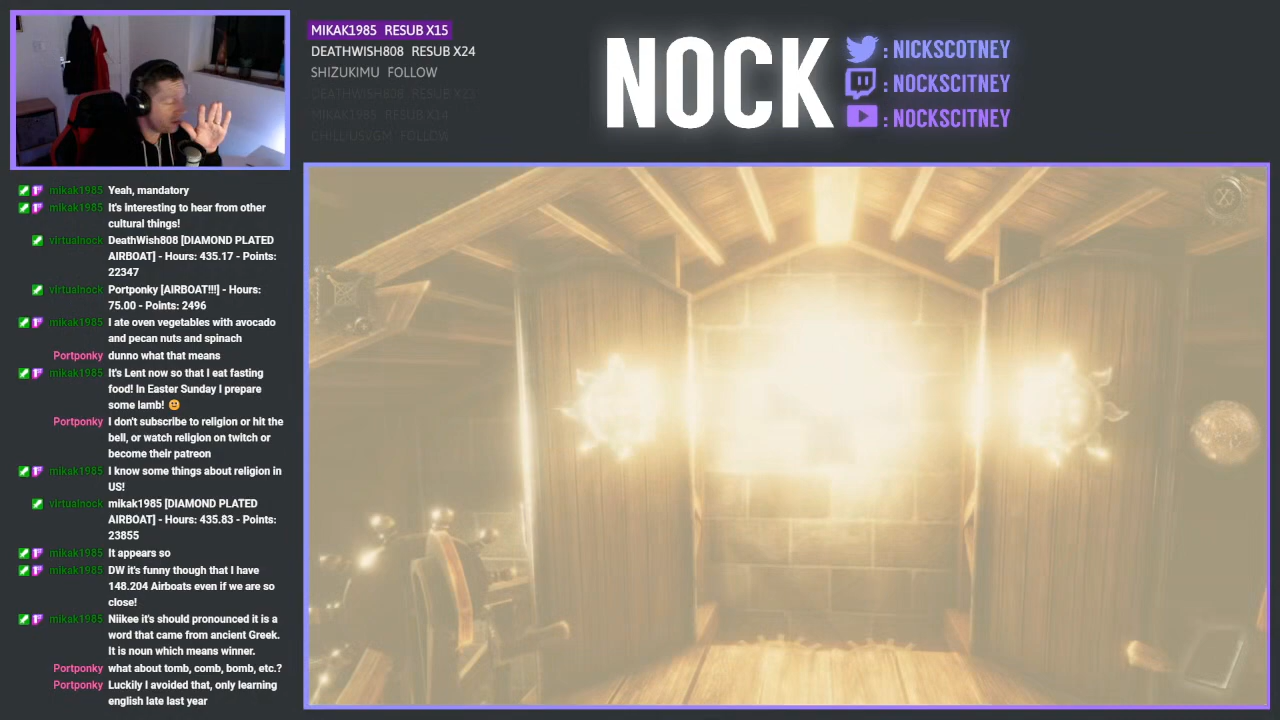 MIKAK1985 RESUB X15
DEATHWISH808 RESUB X24
SHIZUKIMU FOLLOW
DEATHWISH808 RESUB X23
MIKAK1985 RESUB X14
NOCK
: NICKSCOTNEY
: NOCKSCITNEY
: NOCKSCITNEY
mikak1985 Yeah, mandatory
mikak1985 It's interesting to hear from other
cultural things!
virtualnock DeathWish808 [DIAMOND PLATED
AIRBOAT] - Hours: 435.17 - Points:
22347
virtualnock Portponky [AIRBOAT!!!] - Hours:
75.00 - Points: 2496
mikak1985 I ate oven vegetables with avocado
and pecan nuts and spinach
Portponky dunno what that means
mikak1985 It's Lent now so that I eat fasting
food! In Easter Sunday I prepare
some lamb! 🙂
Portponky I don't subscribe to religion or hit the
bell, or watch religion on twitch or
become their patreon
mikak1985 I know some things about religion in
US!
virtualnock mikak1985 [DIAMOND PLATED
AIRBOAT] - Hours: 435.83 - Points:
23855
mikak1985 It appears so
mikak1985 DW it's funny though that I have
148.204 Airboats even if we are so
close!
mikak1985 Niikee it's should pronounced it is a
word that came from ancient Greek.
It is noun which means winner.
Portponky what about tomb, comb, bomb, etc.?
Portponky Luckily I avoided that, only learning
english late last year